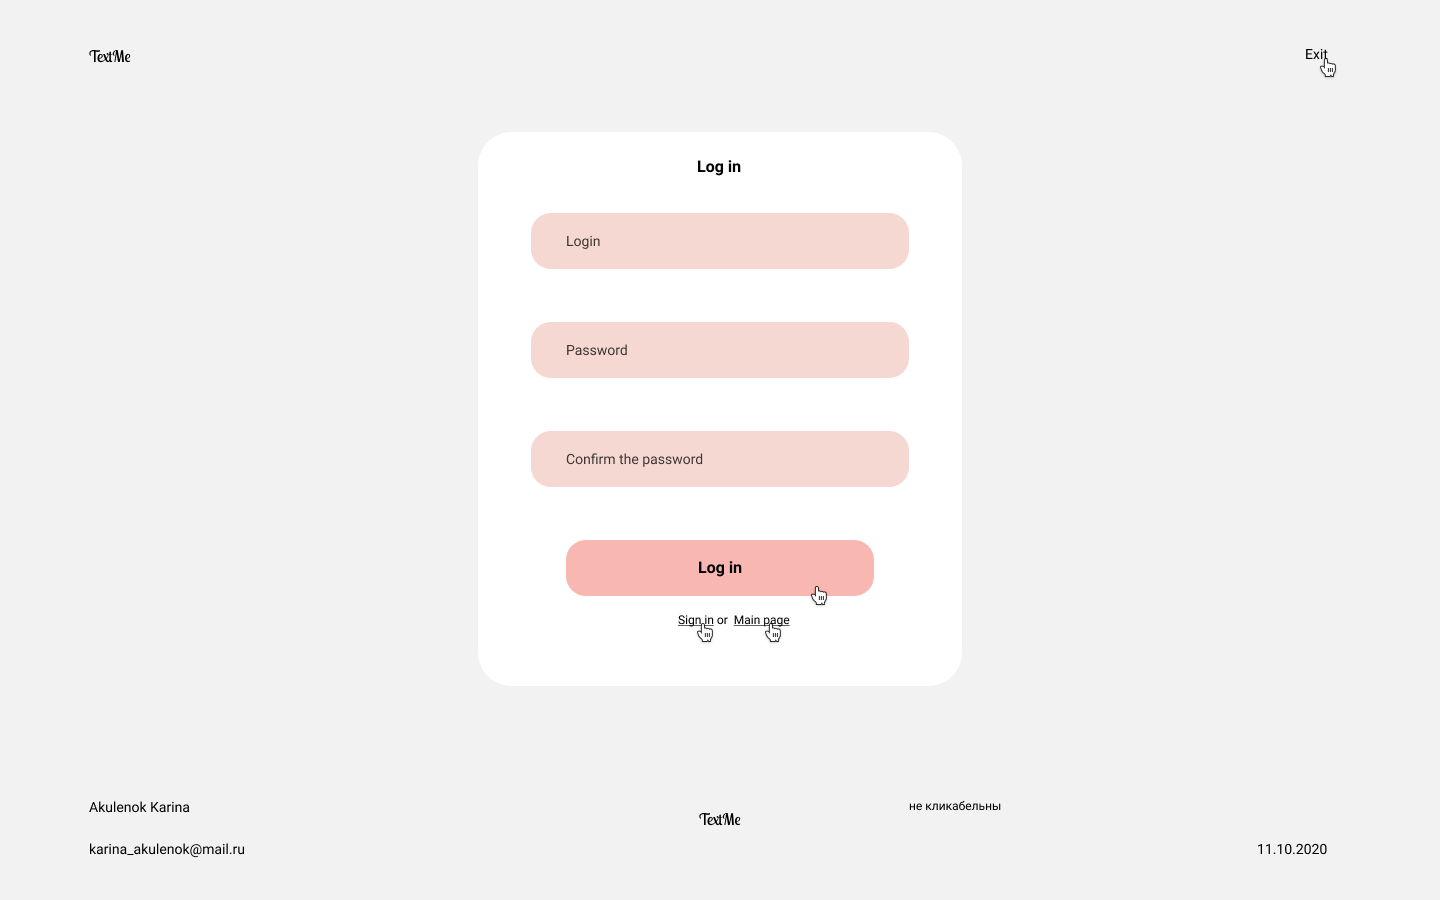 TextMe
Exit
Log in
Login
Password
Confirm the password
Log in
Sign in or Main page
Akulenok Karina
не кликабельны
TextMe
karina_akulenok@mail.ru
11.10.2020